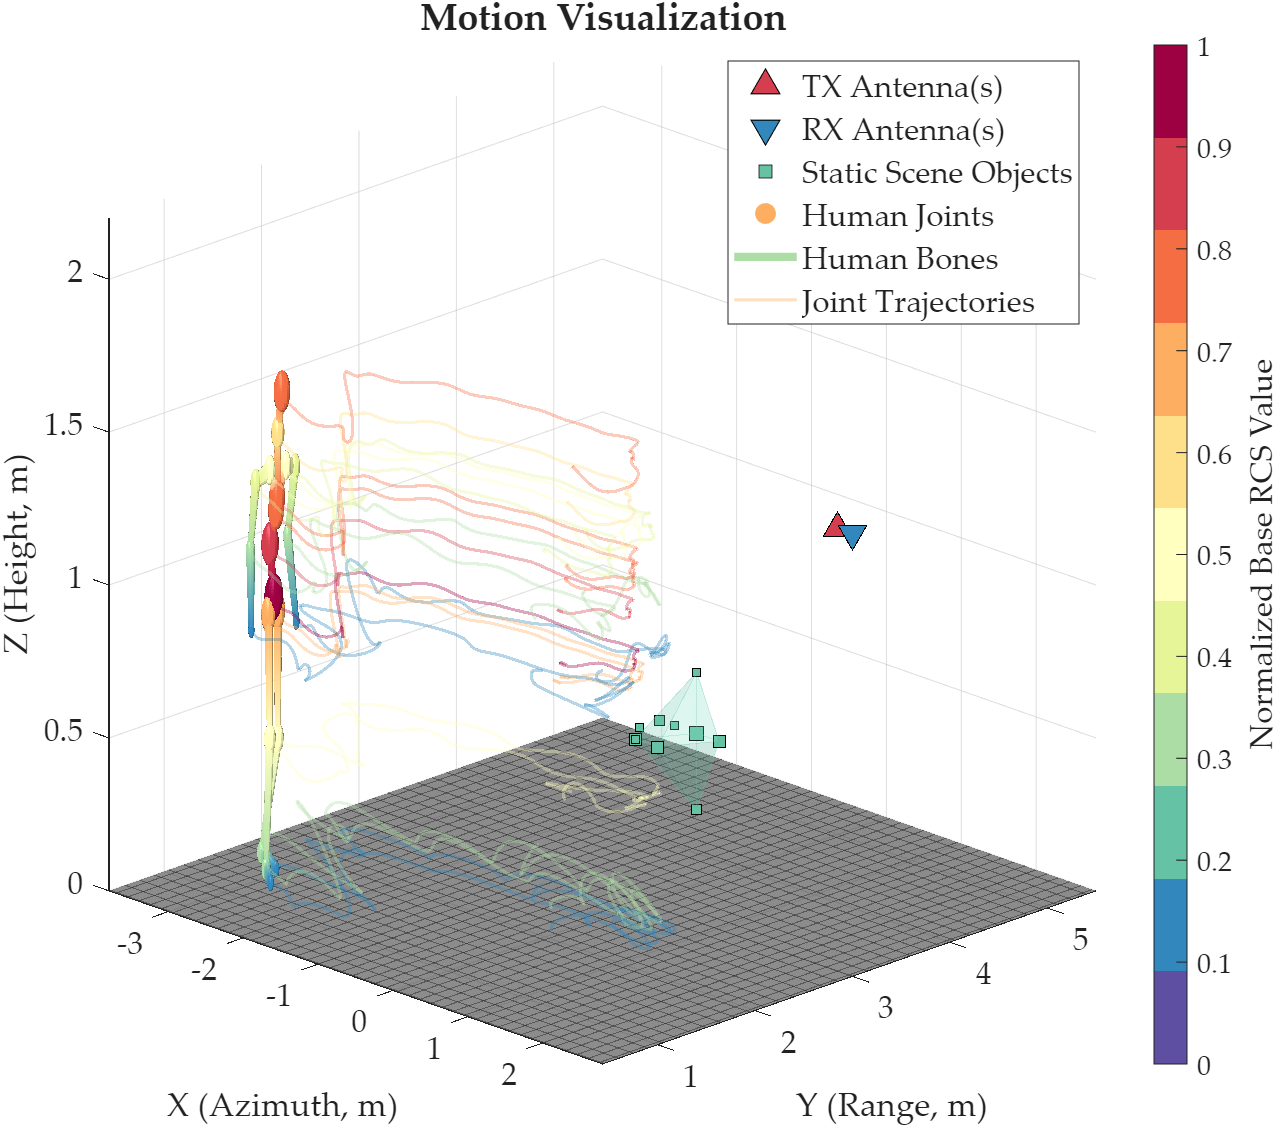 Motion Visualization
TX Antenna(s)
RX Antenna(s)
Static Scene Objects
Human Joints
Human Bones
Joint Trajectories
Z (Height, m)
2
1.5
1
0.5
0
-3
-2
-1
0
1
2
X (Azimuth, m)
1
2
3
4
5
Y (Range, m)
1
0.9
0.8
0.7
0.6
0.5
0.4
0.3
0.2
0.1
0
Normalized Base RCS Value